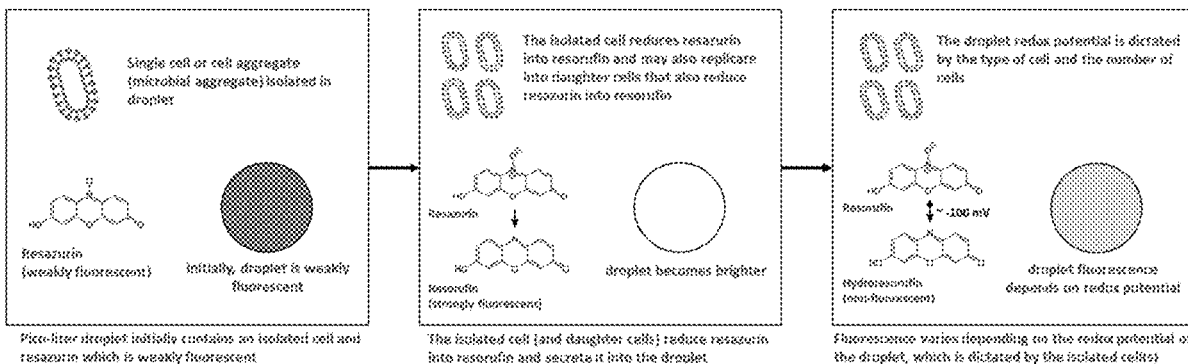 Single cell or cell aggregate
(microbial aggregate) isolated in
droplet
HO
Resazurin
(weakly fluorescent)
initially, droplet is weakly
fluorescent
Pico-liter droplet initially contains an isolated cell and
resazurin which is weakly fluorescent
The isolated cell reduces resazurin
into resorufin and may also replicate
into daughter cells that also reduce
resazurin into resorufin
HO
Resazurin
HO
Resorufin
(strongly fluorescent)
droplet becomes brighter
The isolated cell (and daughter cells) reduce resazurin
into resorufin and secrete it into the droplet
The droplet redox potential is dictated
by the type of cell and the number of
cells
HO
Resorufin
~ -100 mV
HO
Hydroresorufin
(non-fluorescent)
droplet fluorescence
depends on redox potential
Fluorescence varies depending on the redox potential of
the droplet, which is dictated by the isolated cell(s)